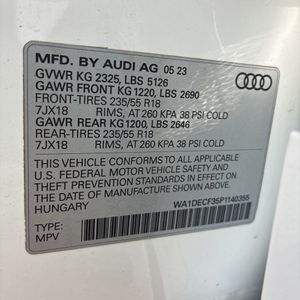 MFD. BY AUDI AG 05 23
GVWR KG 2325, LBS 5126
GAWR FRONT KG 1220, LBS 2690
FRONT-TIRES 235/55 R18
7JX18 RIMS, AT 260 KPA 38 PSI COLD
GAWR REAR KG1200, LBS 2646
REAR-TIRES 235/55 R18
7JX18 RIMS, AT 260 KPA 38 PSI COLD
THIS VEHICLE CONFORMS TO ALL APPLICABLE
U.S. FEDERAL MOTOR VEHICLE SAFETY AND
THEFT PREVENTION STANDARDS IN EFFECT ON
THE DATE OF MANUFACTURE SHOWN ABOVE.
HUNGARY
WA1DECF35P1140355
TYPE:
MPV